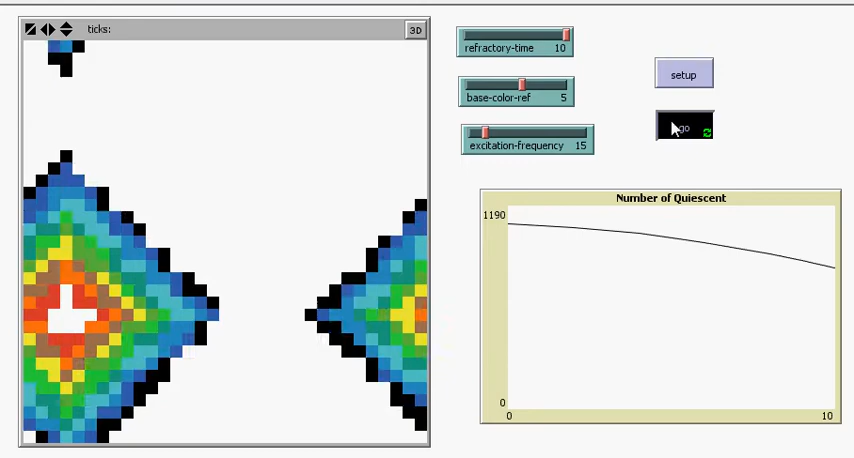 ticks:
3D
refractory-time 10
base-color-ref 5
excitation-frequency 15
setup
go
Number of Quiescent
1190
0
0 10